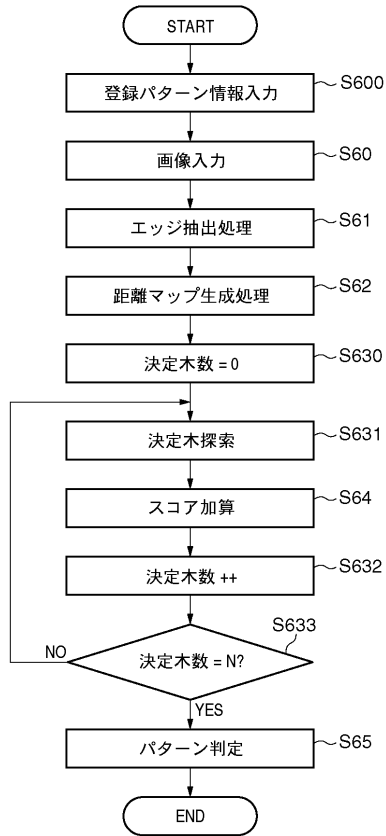 START
登録パターン情報入力
S600
画像入力
S60
エッジ抽出処理
S61
距離マップ生成処理
S62
決定木数 = 0
S630
決定木探索
S631
スコア加算
S64
決定木数 ++
S632
S633
決定木数 = N?
NO
YES
パターン判定
S65
END